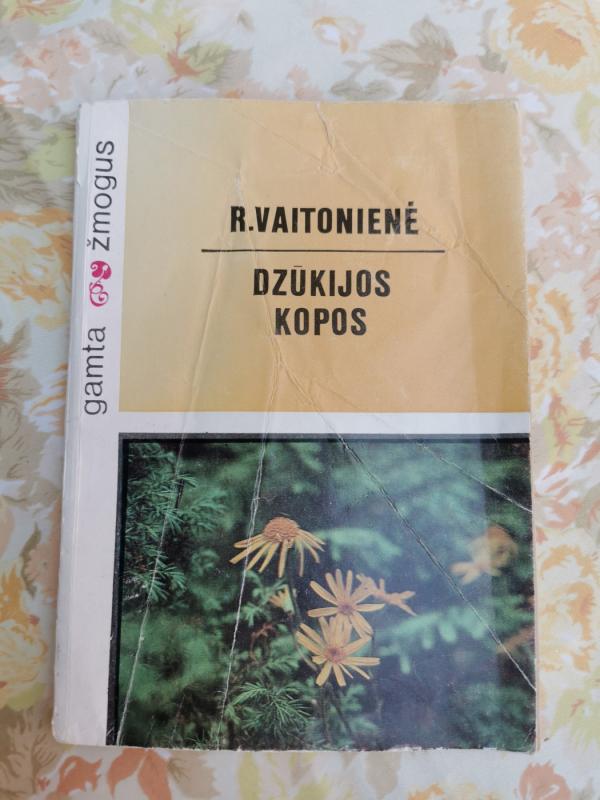 R.VAITONIENĖ
DZŪKIJOS
KOPOS
gamta žmogus